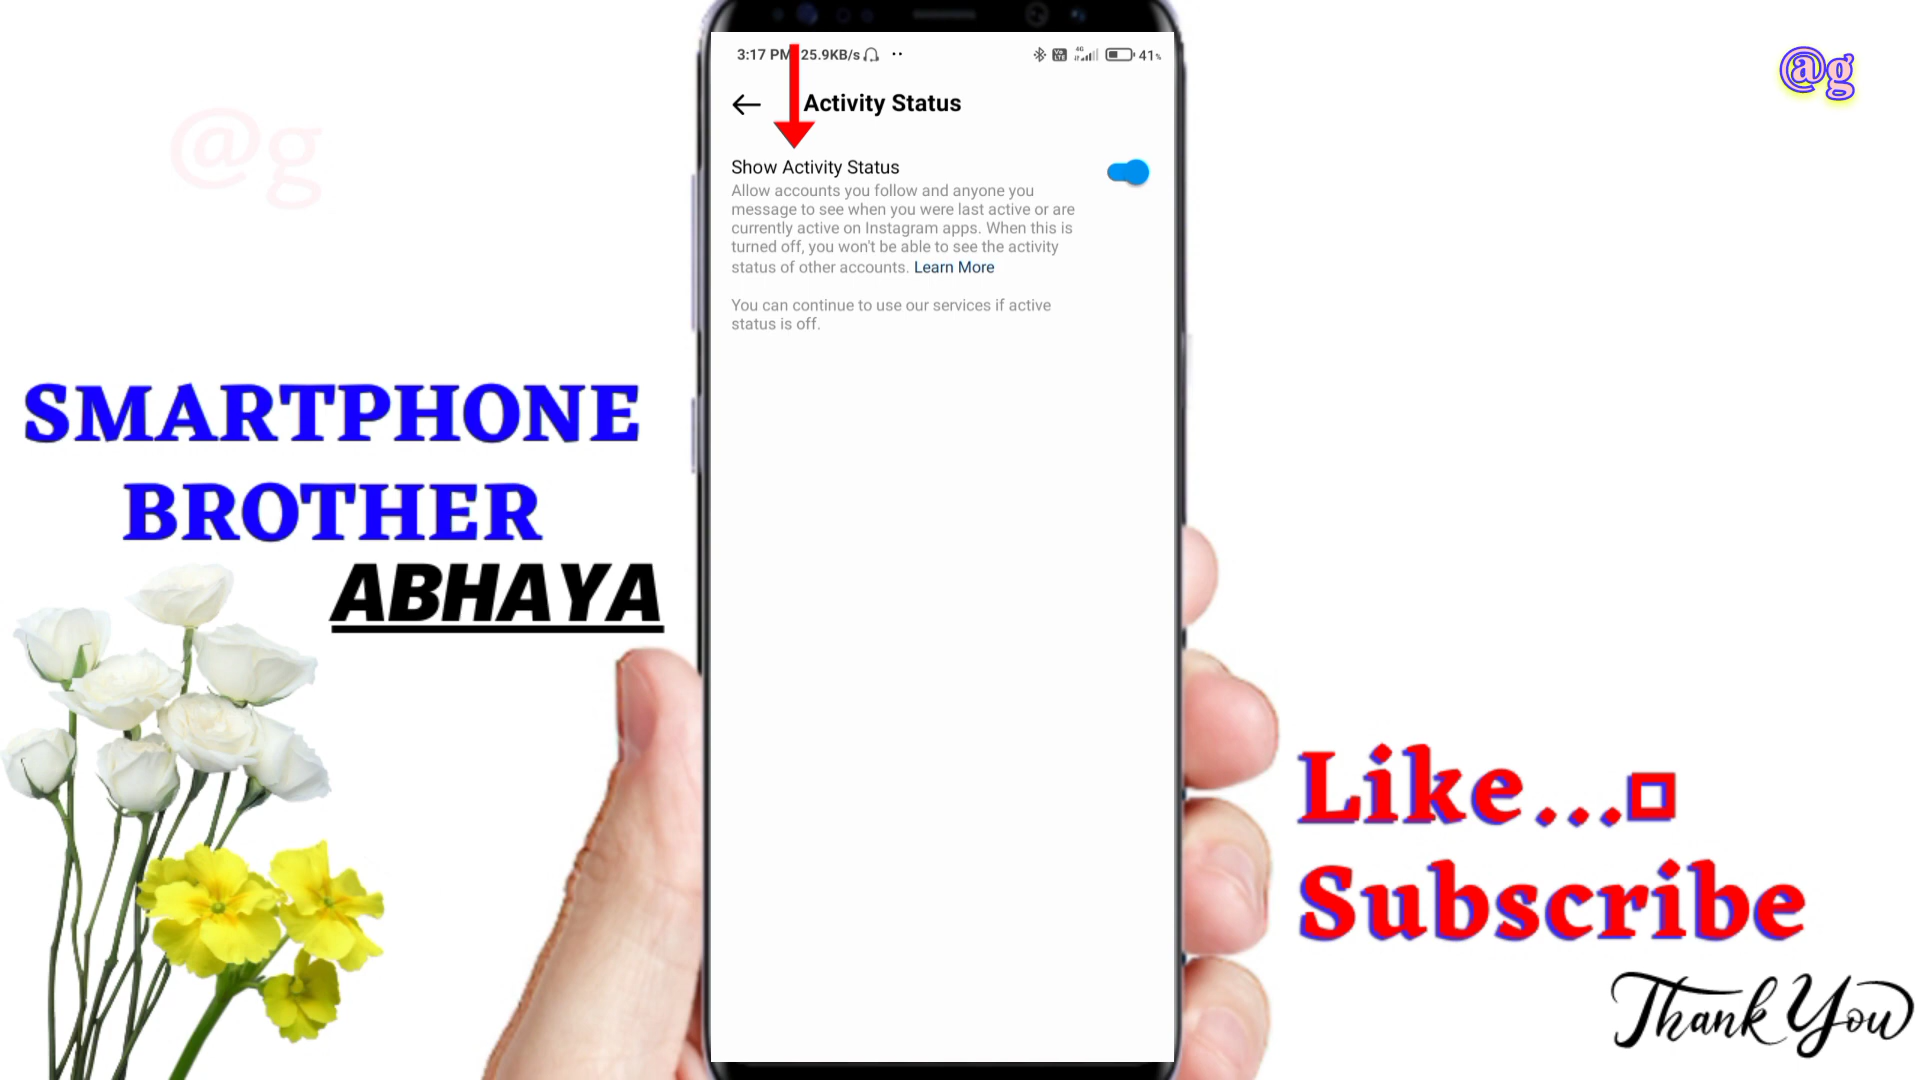 @g
@g
3:17 PM 25.9KB/s 4G 41%
Activity Status
Show Activity Status
Allow accounts you follow and anyone you
message to see when you were last active or are
currently active on Instagram apps. When this is
turned off, you won't be able to see the activity
status of other accounts. Learn More
You can continue to use our services if active
status is off.
SMARTPHONE
BROTHER
ABHAYA
Like...
Subscribe
Thank You